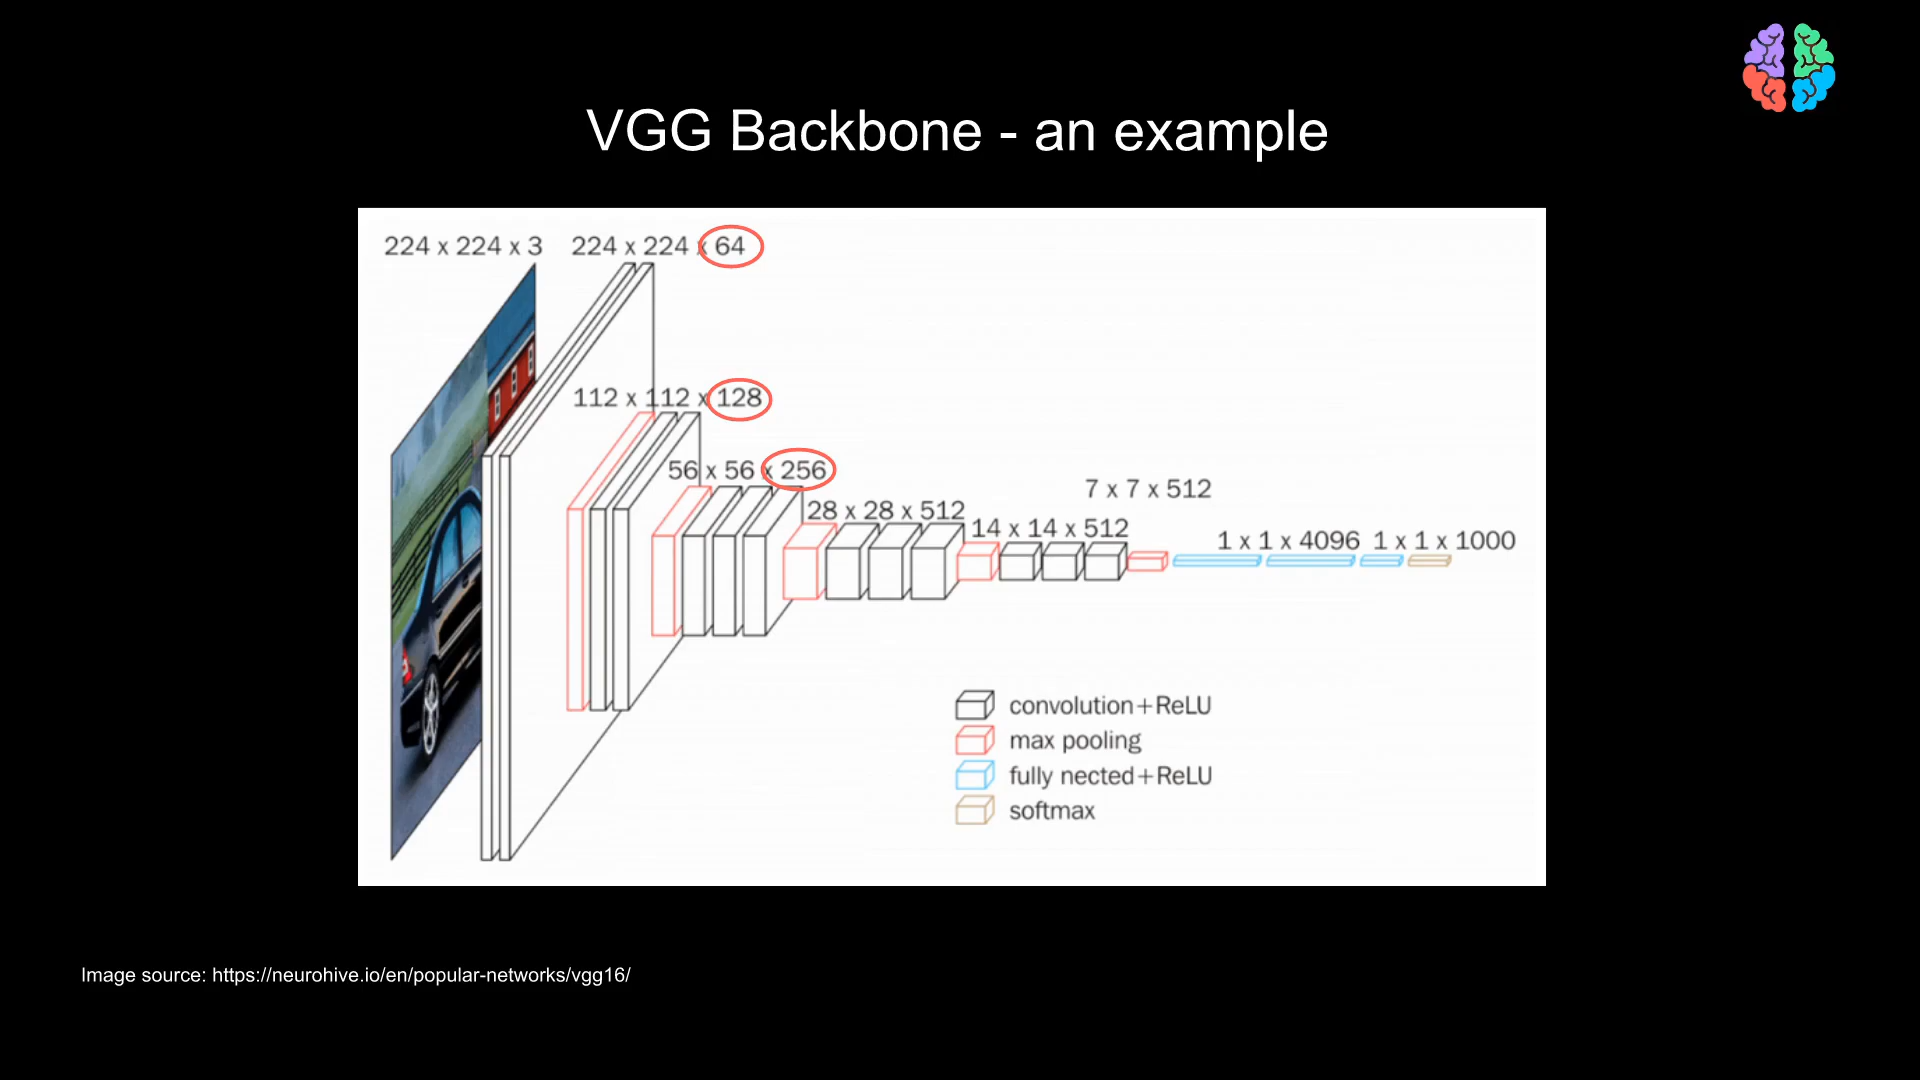 VGG Backbone - an example
224 x 224 x 3
224 x 224 x 64
112 x 112 x 128
56 x 56 x 256
28 x 28 x 512
14 x 14 x 512
7 x 7 x 512
1 x 1 x 4096
1 x 1 x 1000
convolution+ReLU
max pooling
fully nected+ReLU
softmax
Image source: https://neurohive.io/en/popular-networks/vgg16/